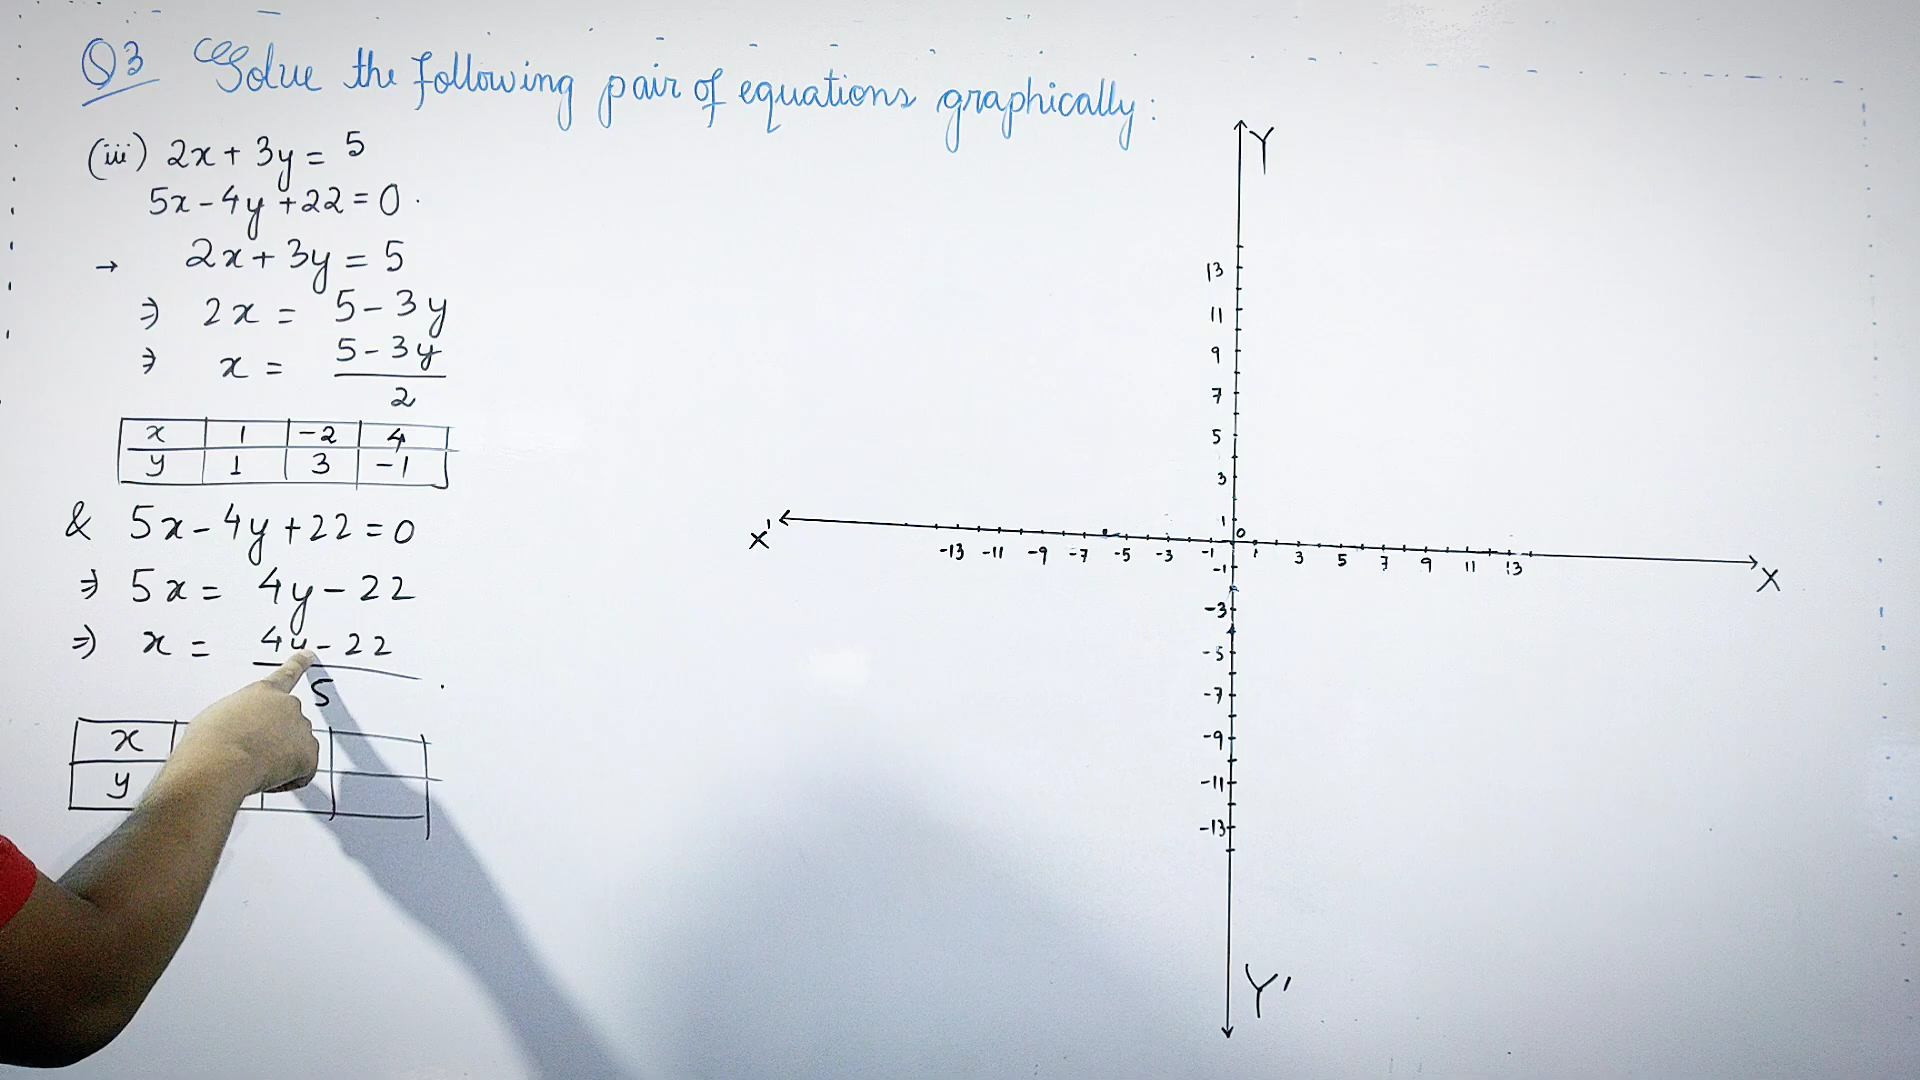 Q3 Solve the following pair of equations graphically:
(iii) 2x + 3y = 5
5x - 4y + 22 = 0.
→ 2x + 3y = 5
⇒ 2x = 5 - 3y
⇒ x = 5 - 3y
2
x 1 -2 4
y 1 3 -1
& 5x - 4y + 22 = 0
⇒ 5x = 4y - 22
⇒ x = 4y - 22
5
x
y
Y
13
11
9
7
5
3
1
X' O X
-13 -11 -9 -7 -5 -3 -1 1 3 5 7 9 11 13
-1
-3
-5
-7
-9
-11
-13
Y'